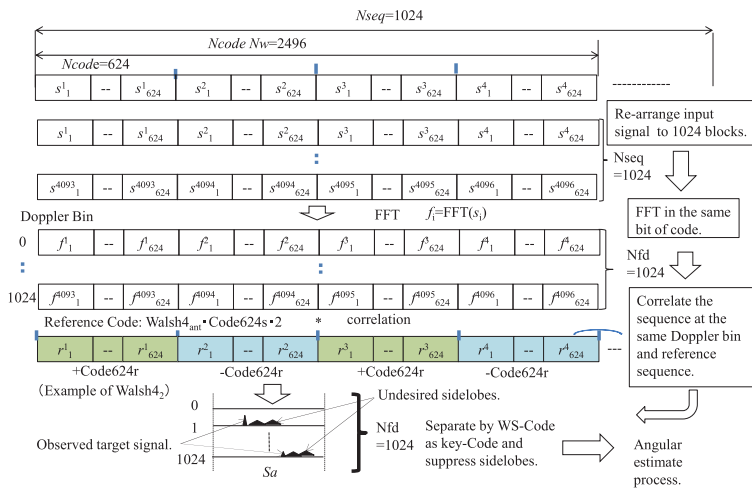 Nseq=1024
Ncode Nw=2496
Ncode=624
s¹₁ -- s¹₆₂₄ s²₁ -- s²₆₂₄ s³₁ -- s³₆₂₄ s⁴₁ -- s⁴₆₂₄ ----------
s¹₁ -- s¹₆₂₄ s²₁ -- s²₆₂₄ s³₁ -- s³₆₂₄ s⁴₁ -- s⁴₆₂₄
s⁴⁰⁹³₁ -- s⁴⁰⁹³₆₂₄ s⁴⁰⁹⁴₁ -- s⁴⁰⁹⁴₆₂₄ s⁴⁰⁹⁵₁ -- s⁴⁰⁹⁵₆₂₄ s⁴⁰⁹⁶₁ -- s⁴⁰⁹⁶₆₂₄
Re-arrange input
signal to 1024 blocks.
Nseq
=1024
Doppler Bin
FFT fᵢ=FFT(sᵢ)
FFT in the same
bit of code.
0 f¹₁ -- f¹₆₂₄ f²₁ -- f²₆₂₄ f³₁ -- f³₆₂₄ f⁴₁ -- f⁴₆₂₄
1024 f⁴⁰⁹³₁ -- f⁴⁰⁹³₆₂₄ f⁴⁰⁹⁴₁ -- f⁴⁰⁹⁴₆₂₄ f⁴⁰⁹⁵₁ -- f⁴⁰⁹⁵₆₂₄ f⁴⁰⁹⁶₁ -- f⁴⁰⁹⁶₆₂₄
Nfd
=1024
Reference Code: Walsh4ant・Code624s・2 * correlation
Correlate the
sequence at the
same Doppler bin
and reference
sequence.
r¹₁ -- r¹₆₂₄ r²₁ -- r²₆₂₄ r³₁ -- r³₆₂₄ r⁴₁ -- r⁴₆₂₄ ---
+Code624r -Code624r +Code624r -Code624r
(Example of Walsh4₂)
0
1
1024
Sa
Observed target signal.
Undesired sidelobes.
Nfd
=1024
Separate by WS-Code
as key-Code and
suppress sidelobes.
Angular
estimate
process.